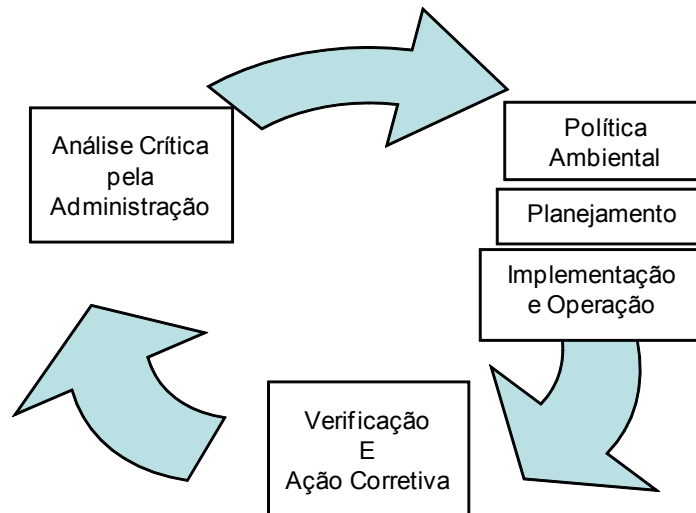 Análise Crítica
pela
Administração
Política
Ambiental
Planejamento
Implementação
e Operação
Verificação
E
Ação Corretiva